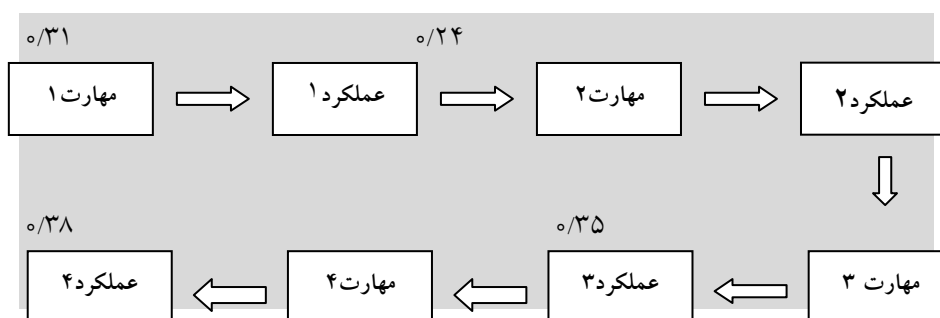 ۰/۳۱
۰/۲۴
مهارت۱
عملکرد۱
مهارت۲
عملکرد۲
۰/۳۸
۰/۳۵
عملکرد۴
مهارت۴
عملکرد۳
مهارت ۳